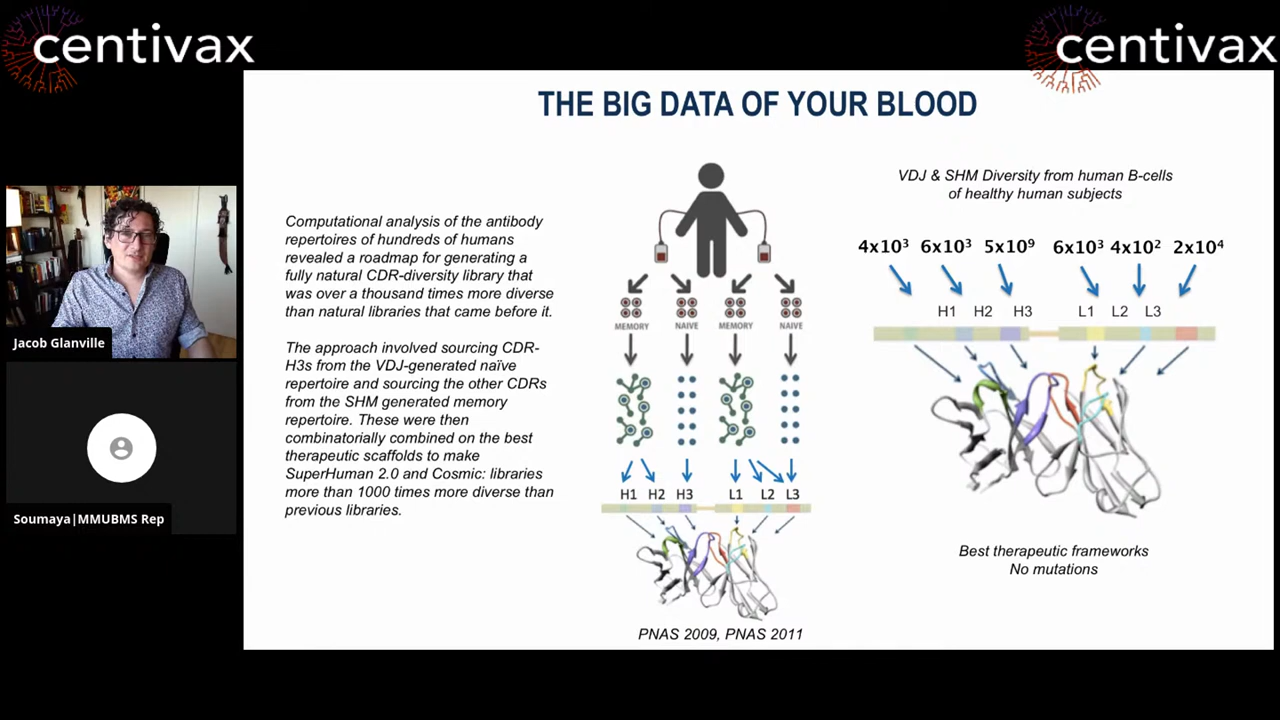 centivax
centivax
THE BIG DATA OF YOUR BLOOD
Computational analysis of the antibody
repertoires of hundreds of humans
revealed a roadmap for generating a
fully natural CDR-diversity library that
was over a thousand times more diverse
than natural libraries that came before it.
The approach involved sourcing CDR-
H3s from the VDJ-generated naïve
repertoire and sourcing the other CDRs
from the SHM generated memory
repertoire. These were then
combinatorially combined on the best
therapeutic scaffolds to make
SuperHuman 2.0 and Cosmic: libraries
more than 1000 times more diverse than
previous libraries.
MEMORY NAIVE MEMORY NAIVE
H1 H2 H3 L1 L2 L3
PNAS 2009, PNAS 2011
VDJ & SHM Diversity from human B-cells
of healthy human subjects
4x10³ 6x10³ 5x10⁹ 6x10³ 4x10² 2x10⁴
H1 H2 H3 L1 L2 L3
Best therapeutic frameworks
No mutations
Jacob Glanville
Soumaya|MMUBMS Rep